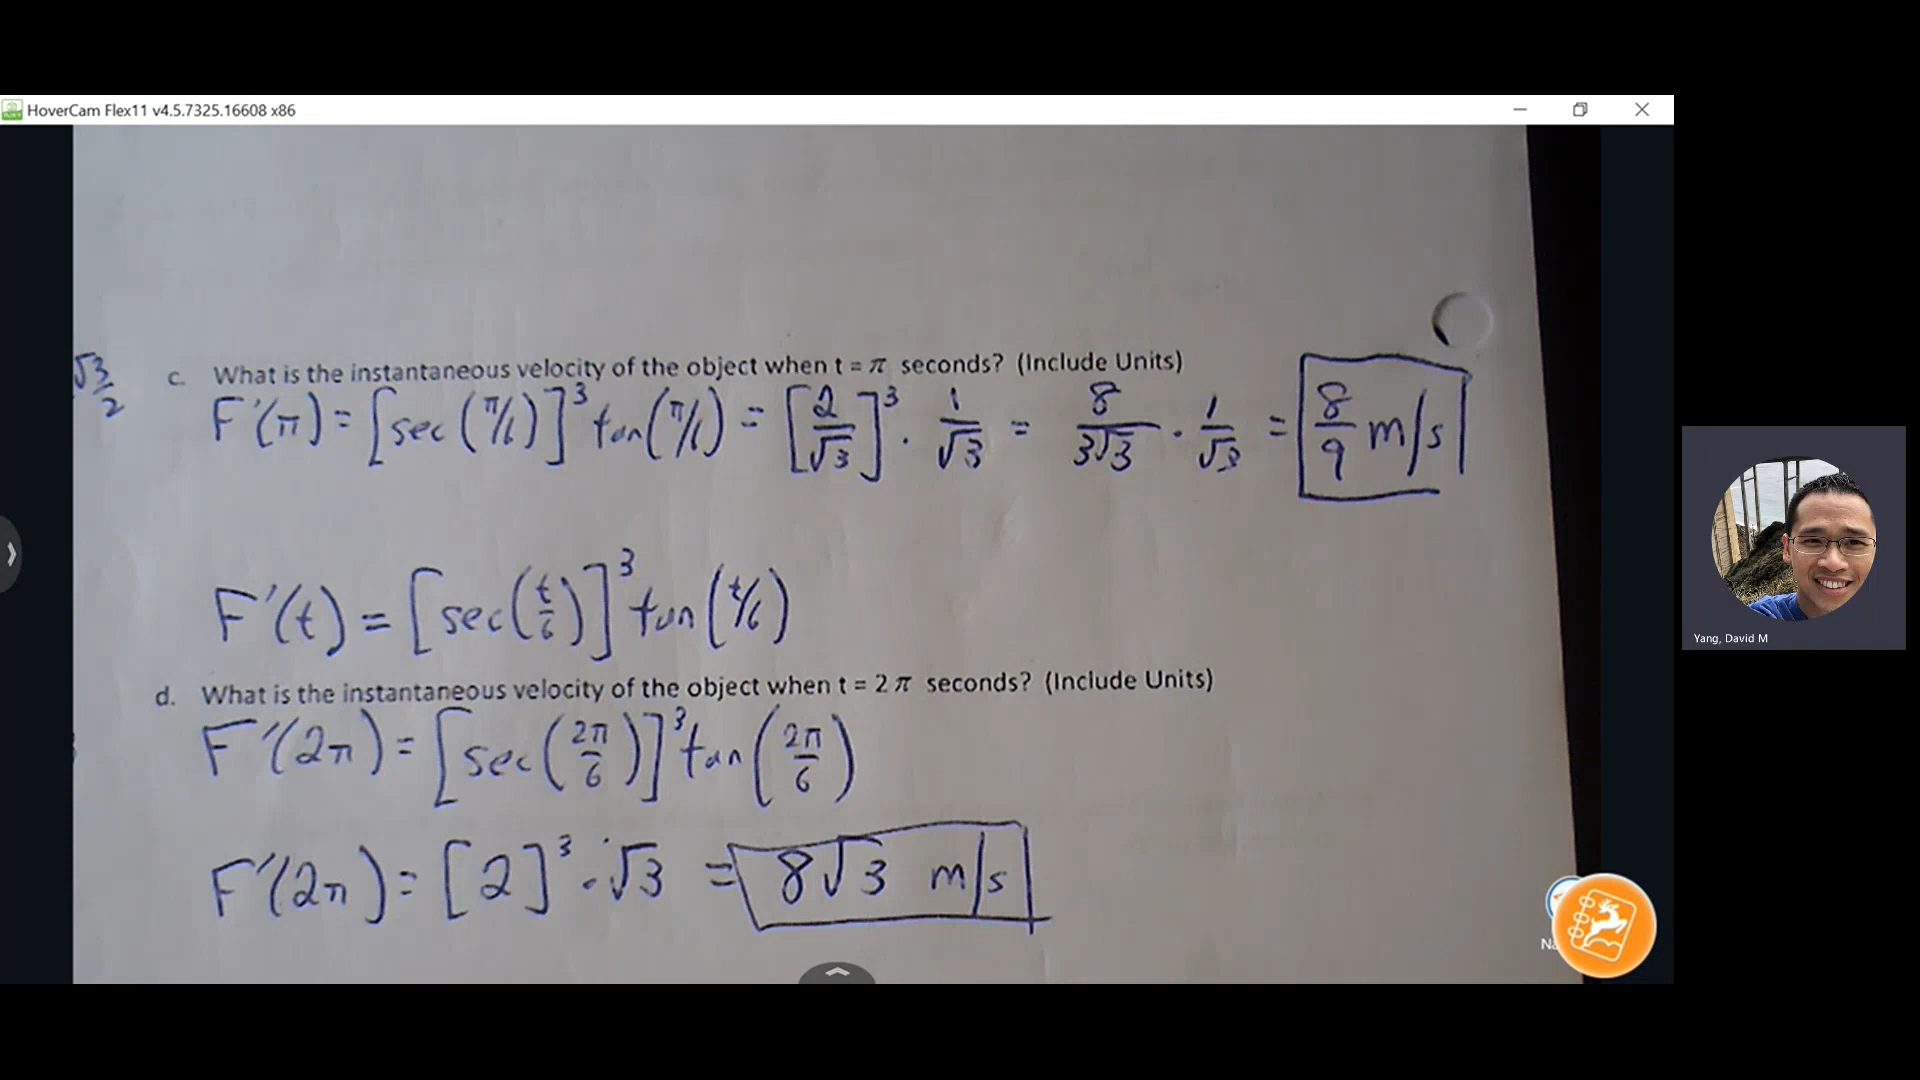 HoverCam Flex11 v4.5.7325.16608 x86
√3/2
c. What is the instantaneous velocity of the object when t = π seconds? (Include Units)
F'(π) = [sec(π/6)]³ tan(π/6) = [2/√3]³ · 1/√3 = 8/3√3 · 1/√3 = 8/9 m/s
F'(t) = [sec(t/6)]³ tan(t/6)
d. What is the instantaneous velocity of the object when t = 2π seconds? (Include Units)
F'(2π) = [sec(2π/6)]³ tan(2π/6)
F'(2π) = [2]³ · √3 = 8√3 m/s
Yang, David M